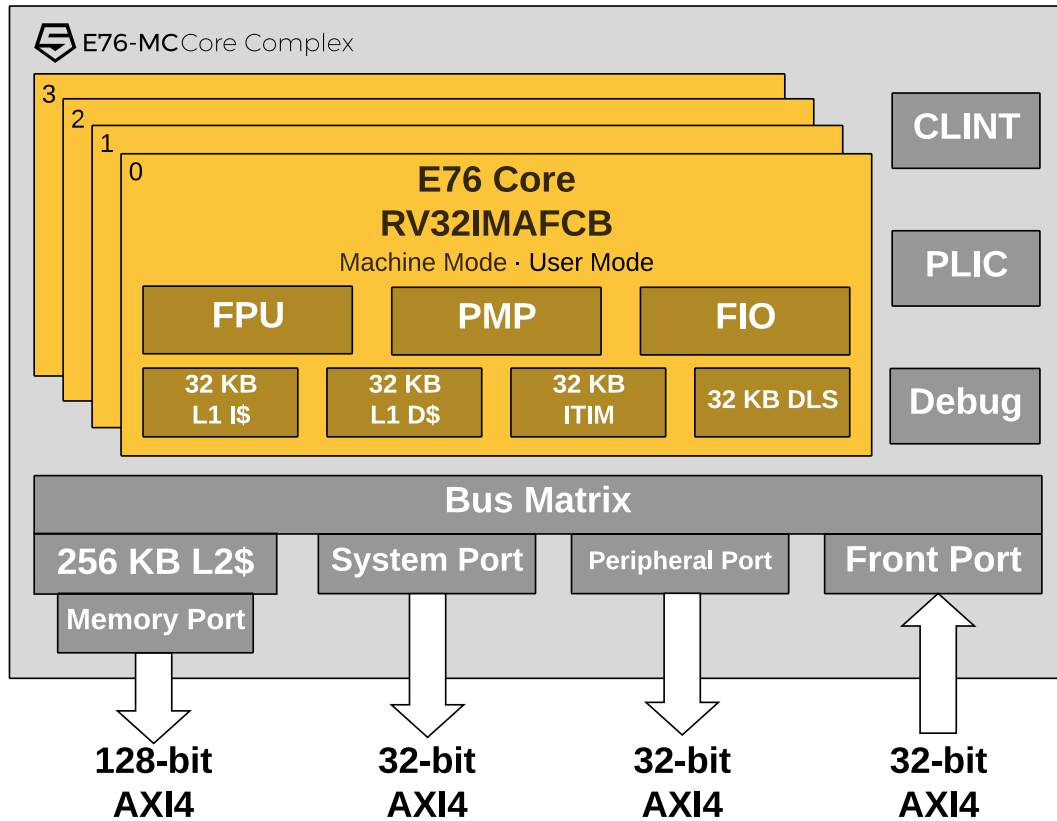 E76-MC Core Complex
3
2
1
0
E76 Core
RV32IMAFCB
Machine Mode · User Mode
FPU
PMP
FIO
32 KB
L1 I$
32 KB
L1 D$
32 KB
ITIM
32 KB DLS
CLINT
PLIC
Debug
Bus Matrix
256 KB L2$
System Port
Peripheral Port
Front Port
Memory Port
128-bit
AXI4
32-bit
AXI4
32-bit
AXI4
32-bit
AXI4